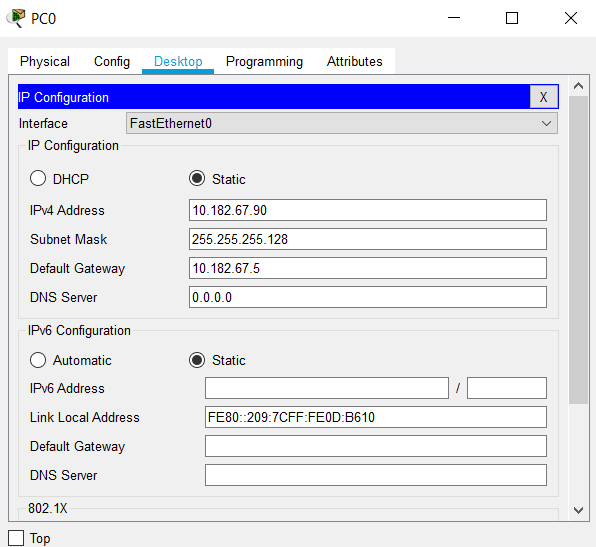 PC0
Physical Config Desktop Programming Attributes
IP Configuration X
Interface FastEthernet0
IP Configuration
DHCP Static
IPv4 Address 10.182.67.90
Subnet Mask 255.255.255.128
Default Gateway 10.182.67.5
DNS Server 0.0.0.0
IPv6 Configuration
Automatic Static
IPv6 Address /
Link Local Address FE80::209:7CFF:FE0D:B610
Default Gateway
DNS Server
802.1X
Top